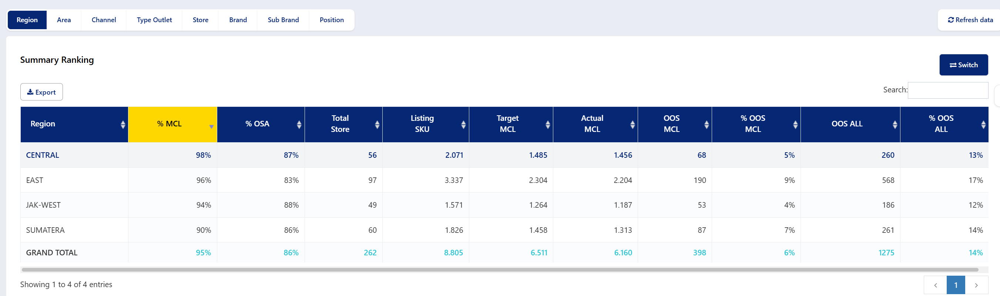 Region Area Channel Type Outlet Store Brand Sub Brand Position Refresh data
Summary Ranking
Switch
Export Search:
Region % MCL % OSA Total Store Listing SKU Target MCL Actual MCL OOS MCL % OOS MCL OOS ALL % OOS ALL
CENTRAL 98% 87% 56 2.071 1.485 1.456 68 5% 260 13%
EAST 96% 83% 97 3.337 2.304 2.204 190 9% 568 17%
JAK-WEST 94% 88% 49 1.571 1.264 1.187 53 4% 186 12%
SUMATERA 90% 86% 60 1.826 1.458 1.313 87 7% 261 14%
GRAND TOTAL 95% 86% 262 8.805 6.511 6.160 398 6% 1275 14%
Showing 1 to 4 of 4 entries
1